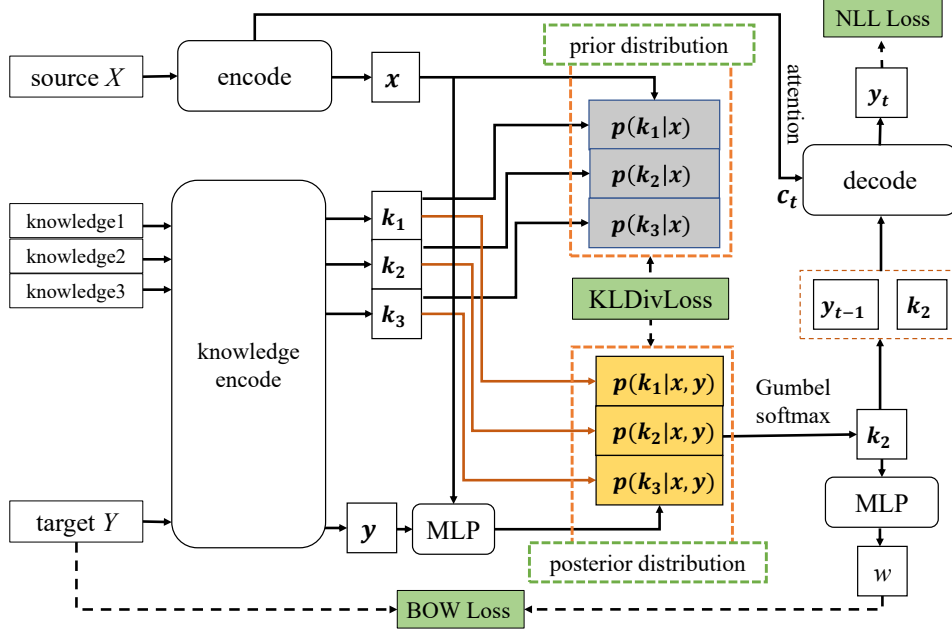 NLL Loss
prior distribution
source X
encode
x
attention
y_t
p(k_1|x)
p(k_2|x)
p(k_3|x)
decode
c_t
knowledge1
knowledge2
knowledge3
k_1
k_2
k_3
knowledge
encode
KLDivLoss
y_{t-1}
k_2
p(k_1|x, y)
p(k_2|x, y)
p(k_3|x, y)
Gumbel
softmax
k_2
target Y
y
MLP
MLP
posterior distribution
w
BOW Loss